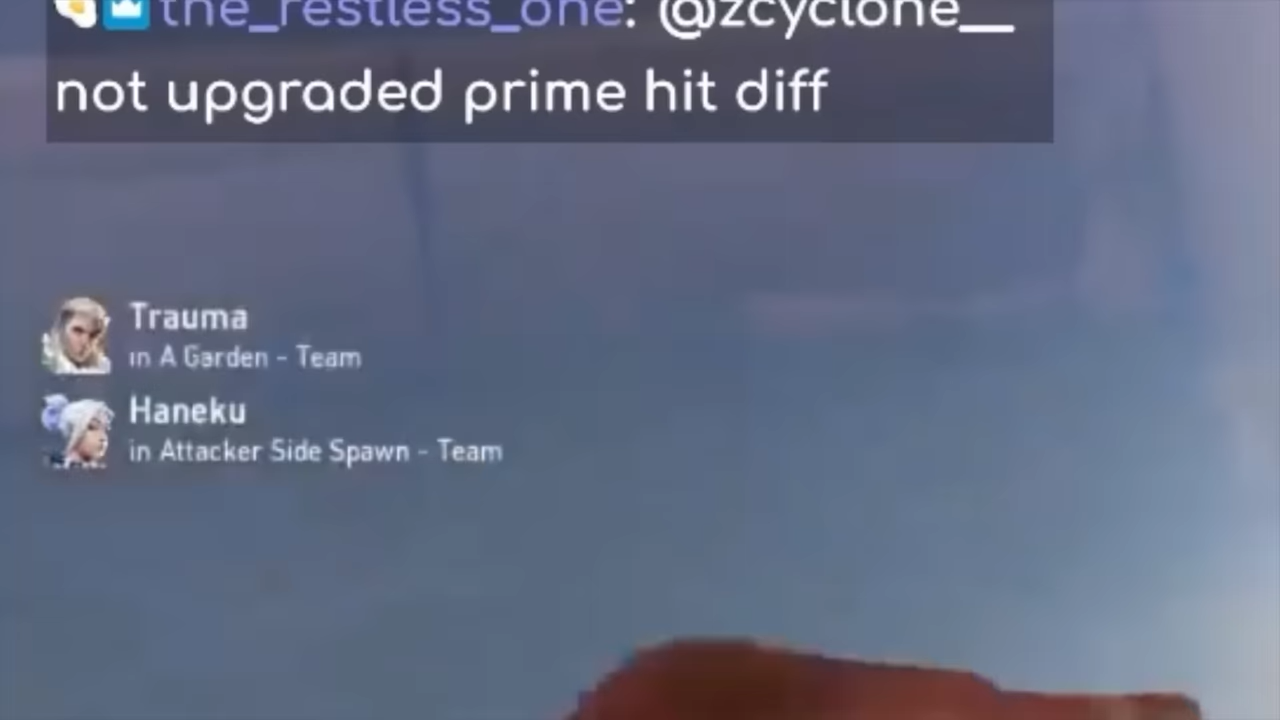 the_restless_one: @zcyclone__
not upgraded prime hit diff
Trauma
in A Garden - Team
Haneku
in Attacker Side Spawn - Team